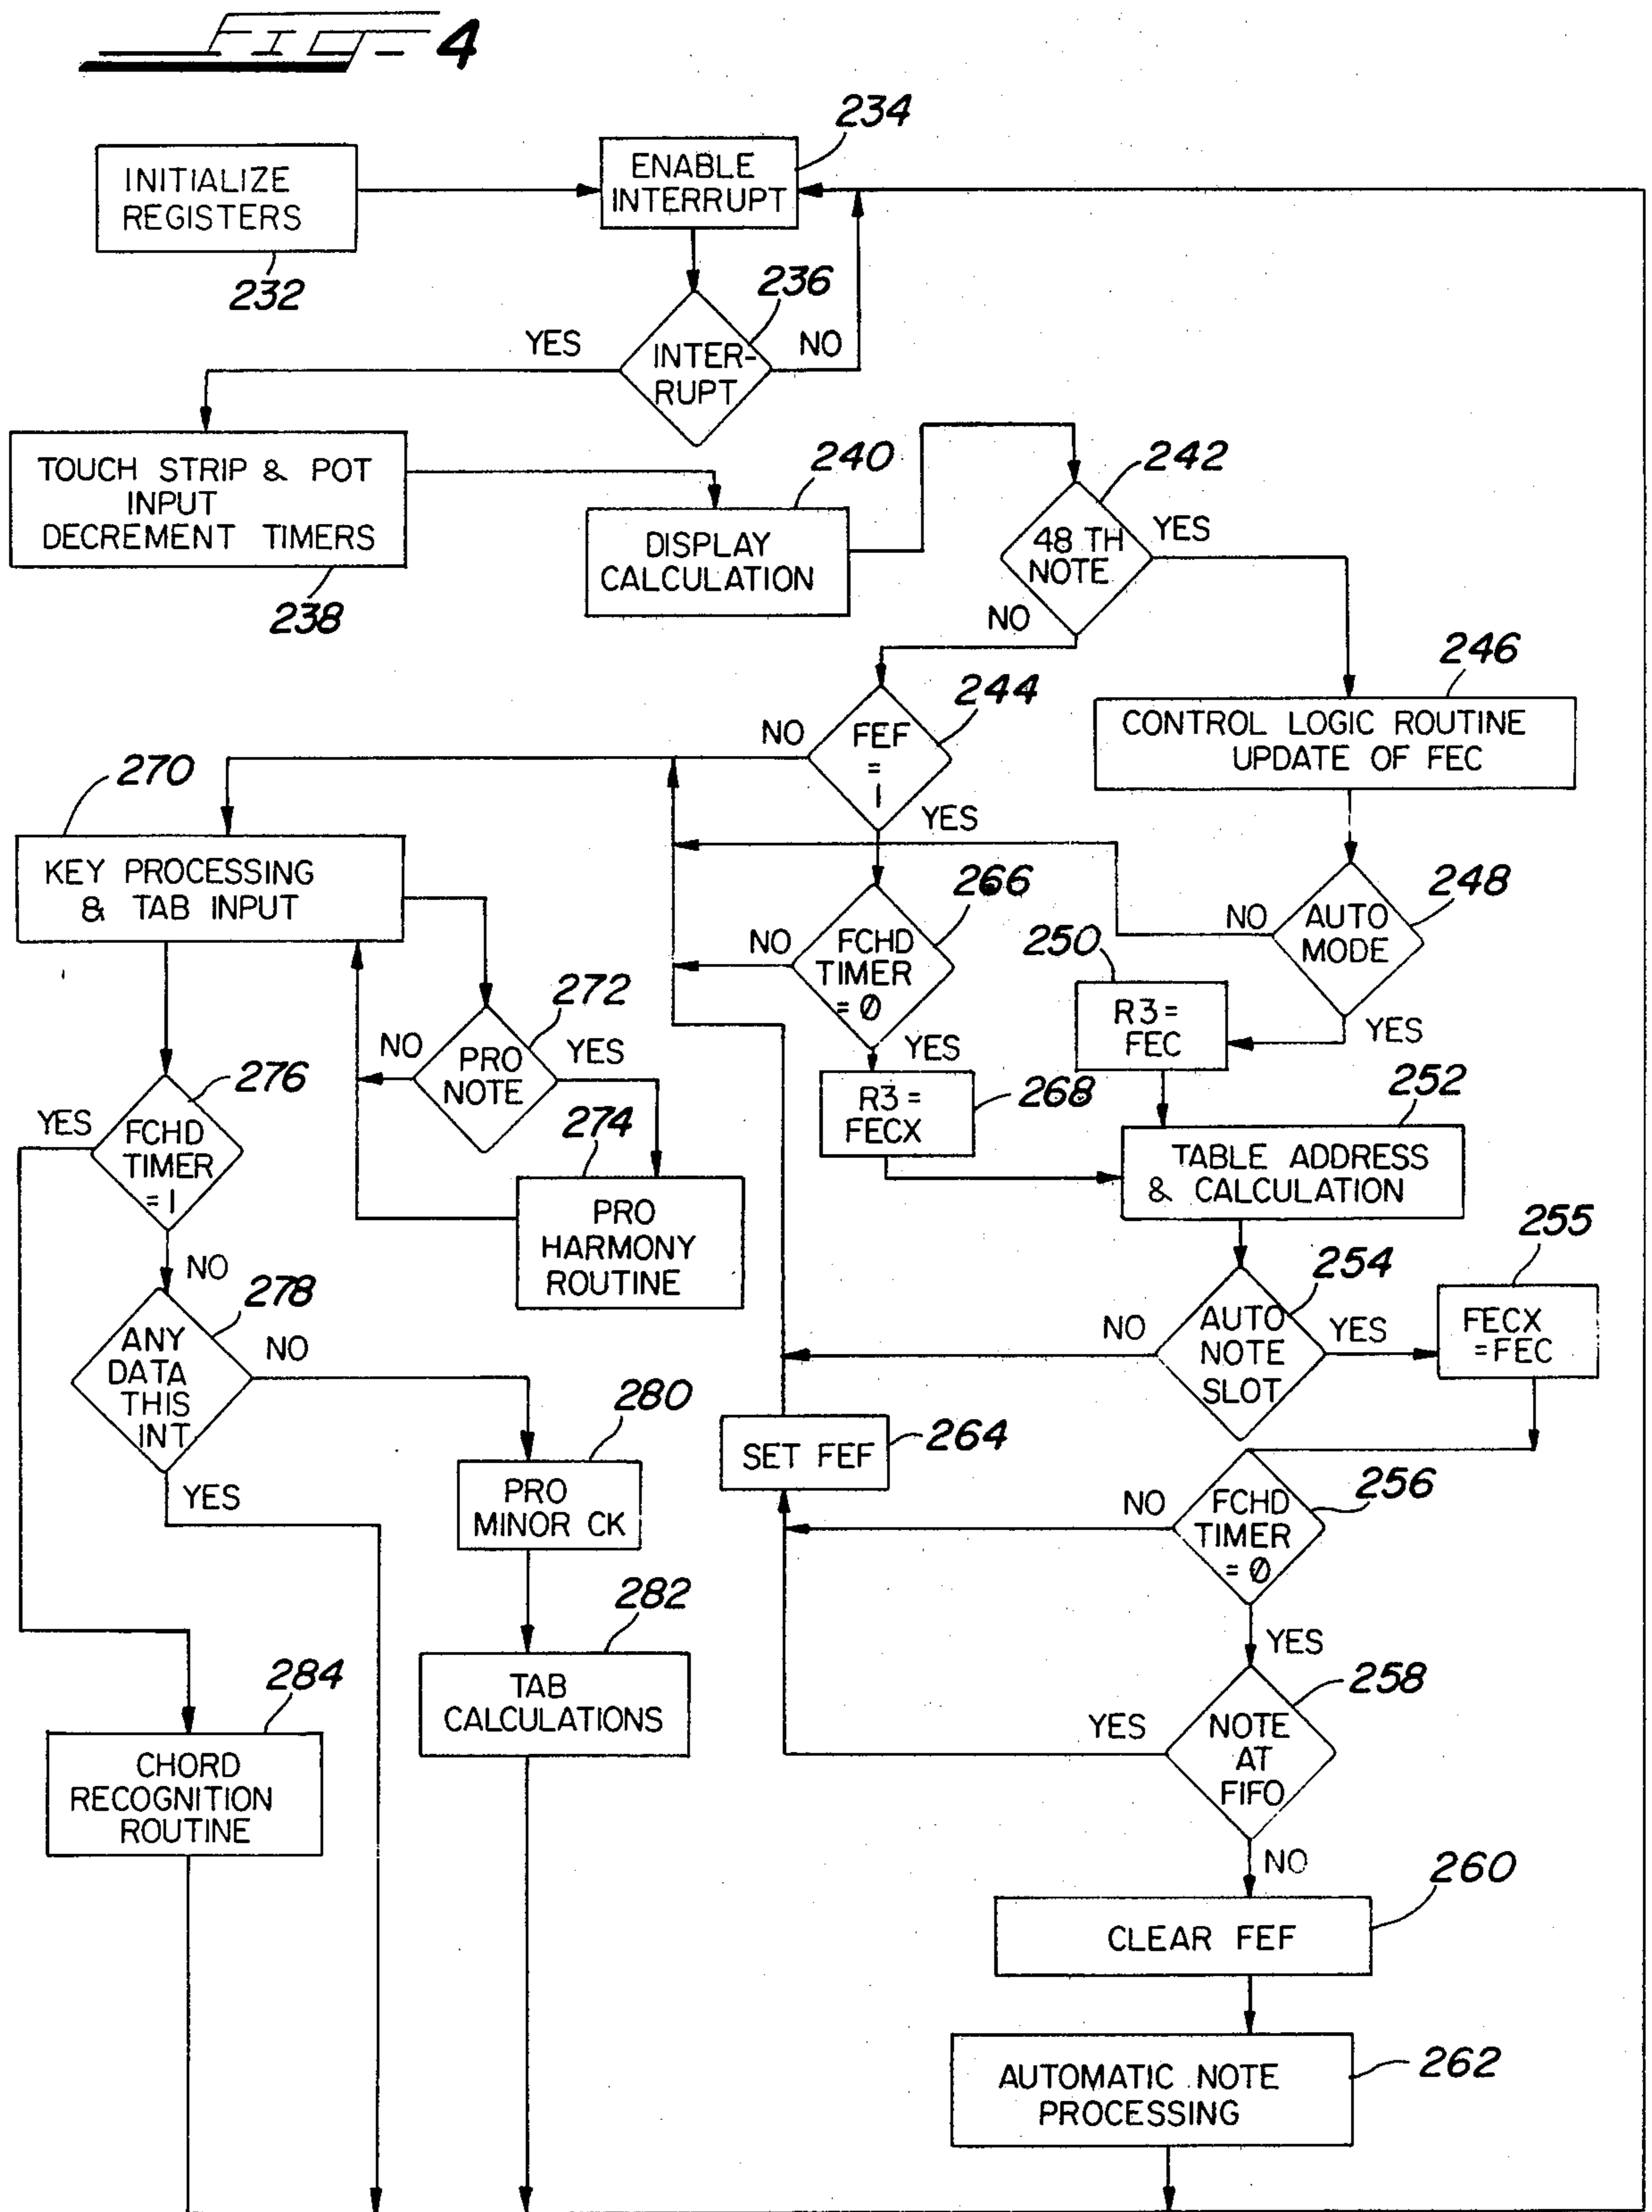 FIG-4
234
INITIALIZE
REGISTERS
232
ENABLE
INTERRUPT
236
YES
INTER-
RUPT
NO
TOUCH STRIP & POT
INPUT
DECREMENT TIMERS
238
240
DISPLAY
CALCULATION
242
48 TH
NOTE
YES
NO
244
NO
FEF
=
1
YES
246
CONTROL LOGIC ROUTINE
UPDATE OF FEC
270
KEY PROCESSING
& TAB INPUT
266
NO
FCHD
TIMER
= Ø
YES
248
NO
AUTO
MODE
YES
250
R3 =
FEC
272
NO
PRO
NOTE
YES
268
R3 =
FECX
252
TABLE ADDRESS
& CALCULATION
276
YES
FCHD
TIMER
= 1
NO
274
PRO
HARMONY
ROUTINE
255
FECX
= FEC
254
NO
AUTO
NOTE
SLOT
YES
278
ANY
DATA
THIS
INT
NO
YES
280
PRO
MINOR CK
264
SET FEF
256
NO
FCHD
TIMER
= Ø
YES
282
TAB
CALCULATIONS
258
YES
NOTE
AT
FIFO
NO
284
CHORD
RECOGNITION
ROUTINE
260
CLEAR FEF
262
AUTOMATIC NOTE
PROCESSING